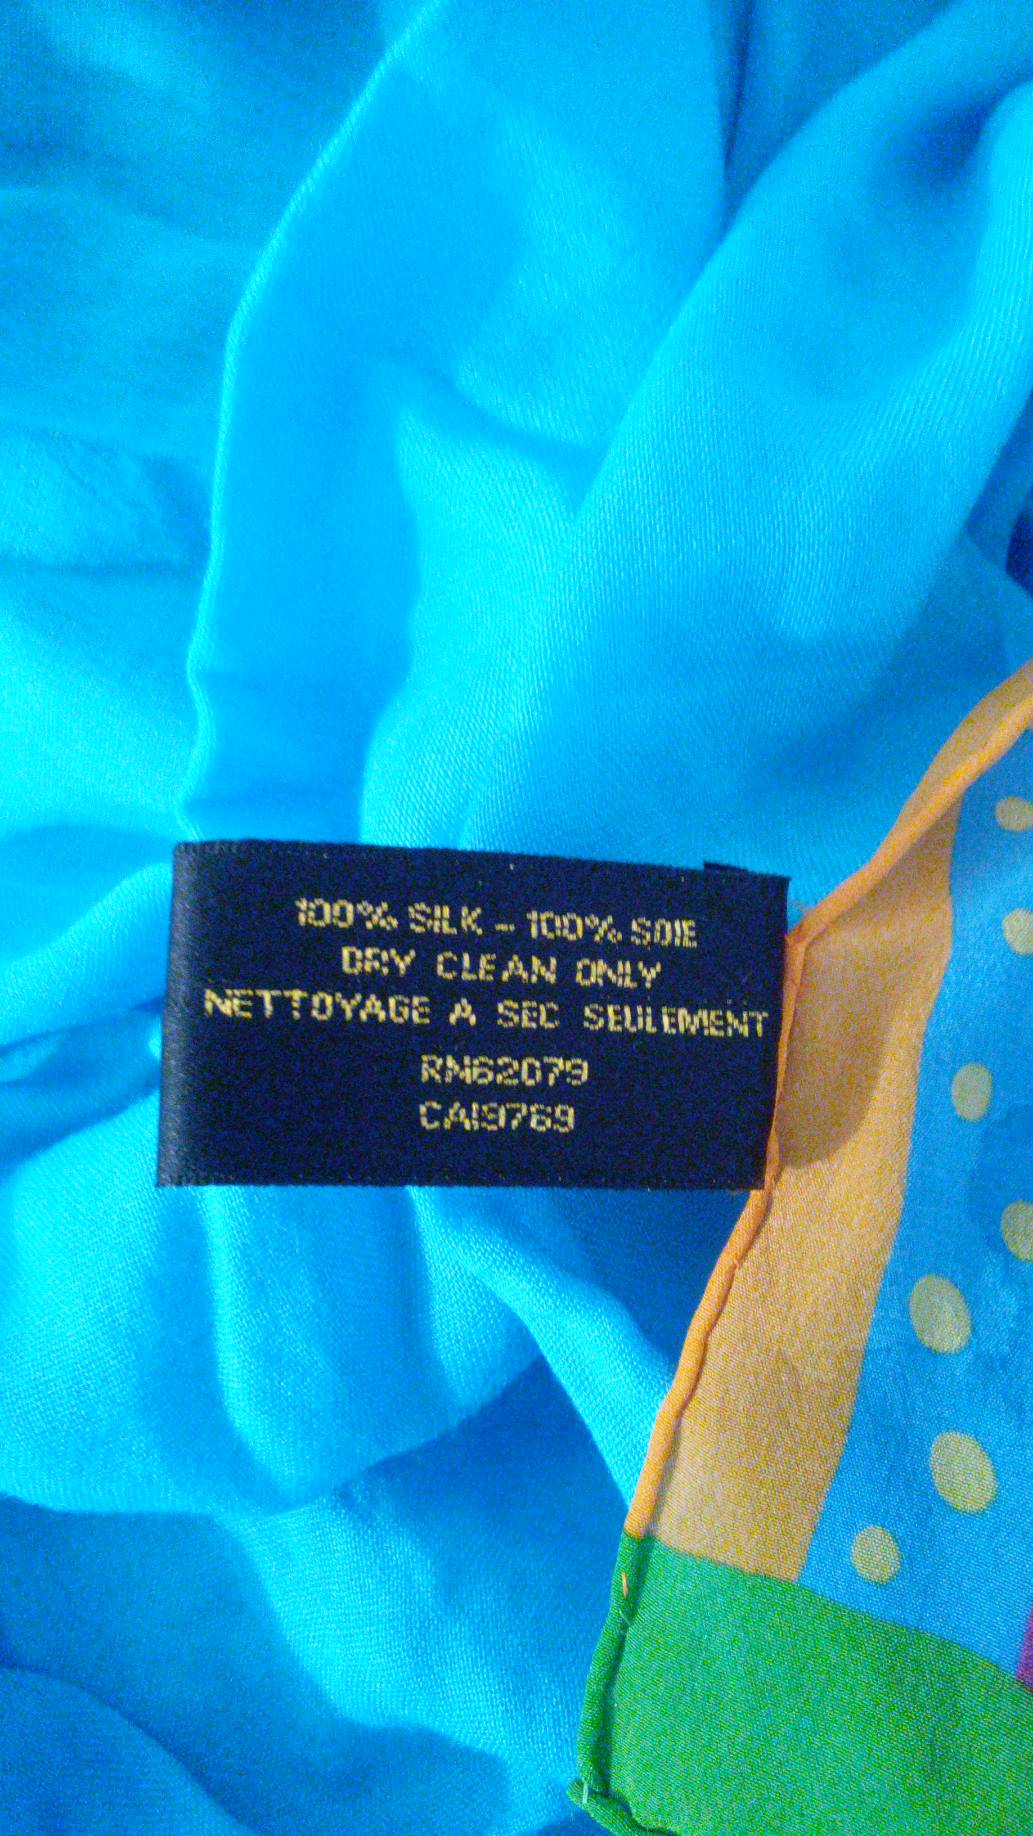 100% SILK - 100% SOIE
DRY CLEAN ONLY
NETTOYAGE A SEC SEULEMENT
RN62079
CA19769